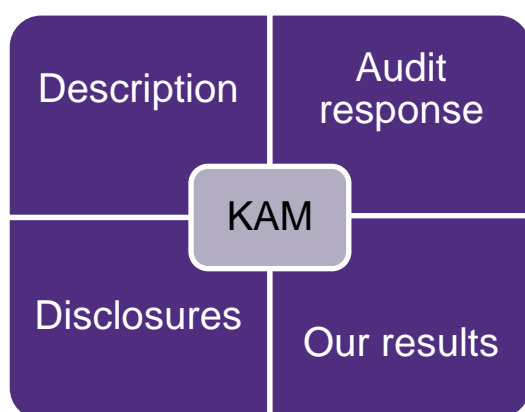 Description
Audit
response
KAM
Disclosures
Our results